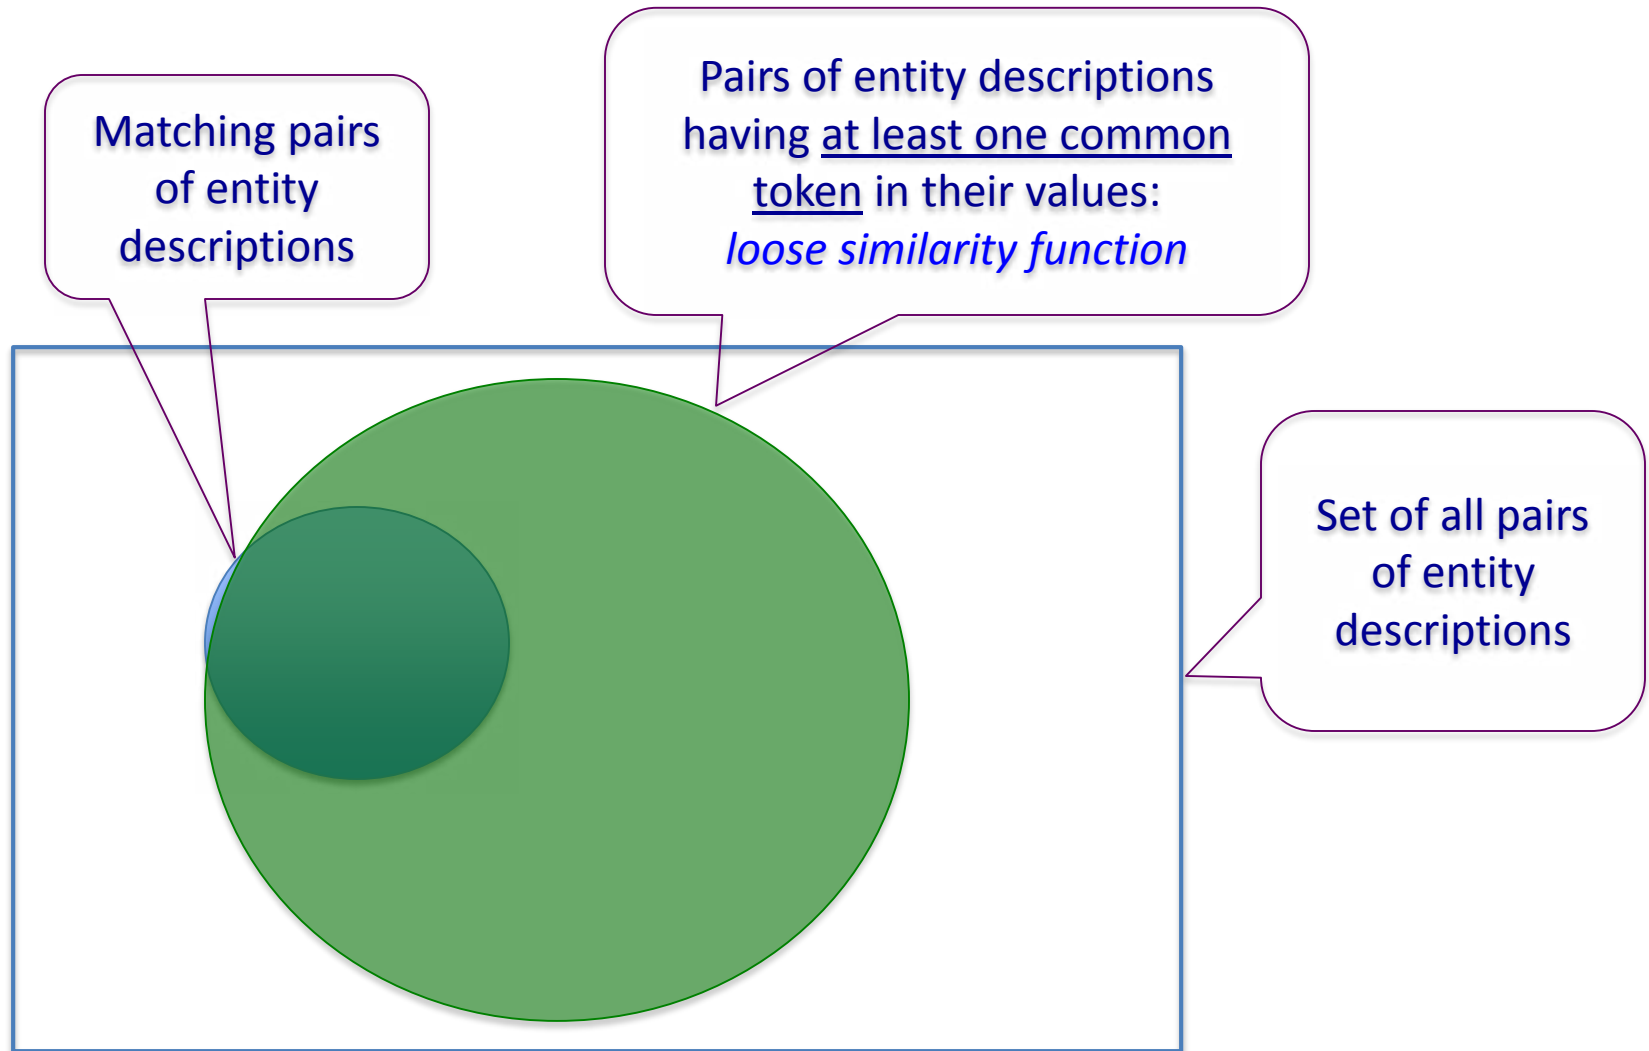 Matching pairs
of entity
descriptions
Pairs of entity descriptions
having at least one common
token in their values:
loose similarity function
Set of all pairs
of entity
descriptions